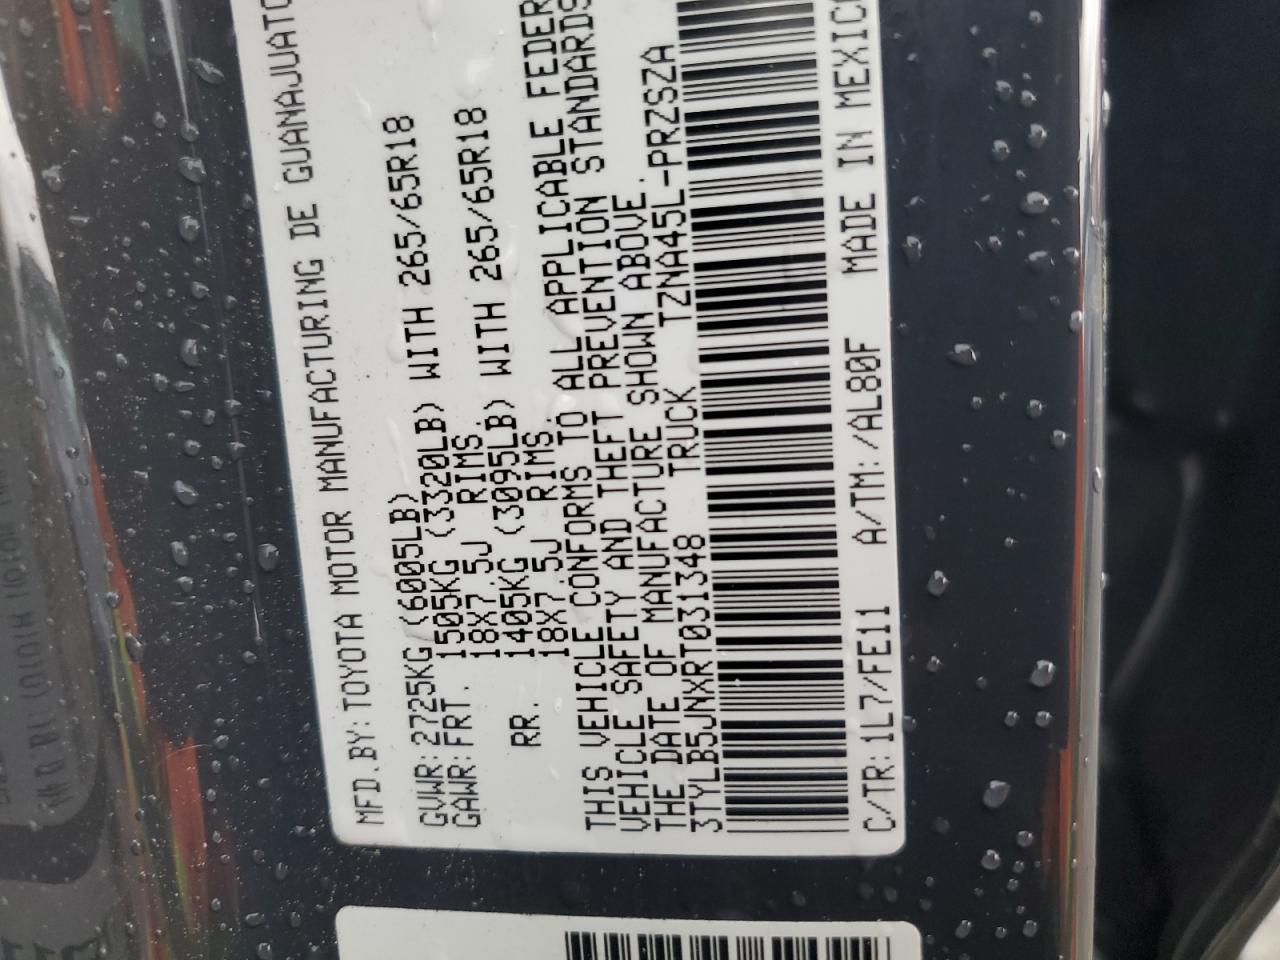 MFD.BY:TOYOTA MOTOR MANUFACTURING DE GUANAJUATO
GVWR:2725KG(6005LB)
GAWR:FRT. 1505KG (3320LB) WITH 265/65R18
18X7.5J RIMS.
RR. 1405KG (3095LB) WITH 265/65R18
18X7.5J RIMS.
THIS VEHICLE CONFORMS TO ALL APPLICABLE FEDER
VEHICLE SAFETY AND THEFT PREVENTION STANDARDS
THE DATE OF MANUFACTURE SHOWN ABOVE.
3TYLB5JNXRT031348 TRUCK TZNA45L-PRZSZA
C/TR:1L7/FE11 A/TM:/AL80F MADE IN MEXICO